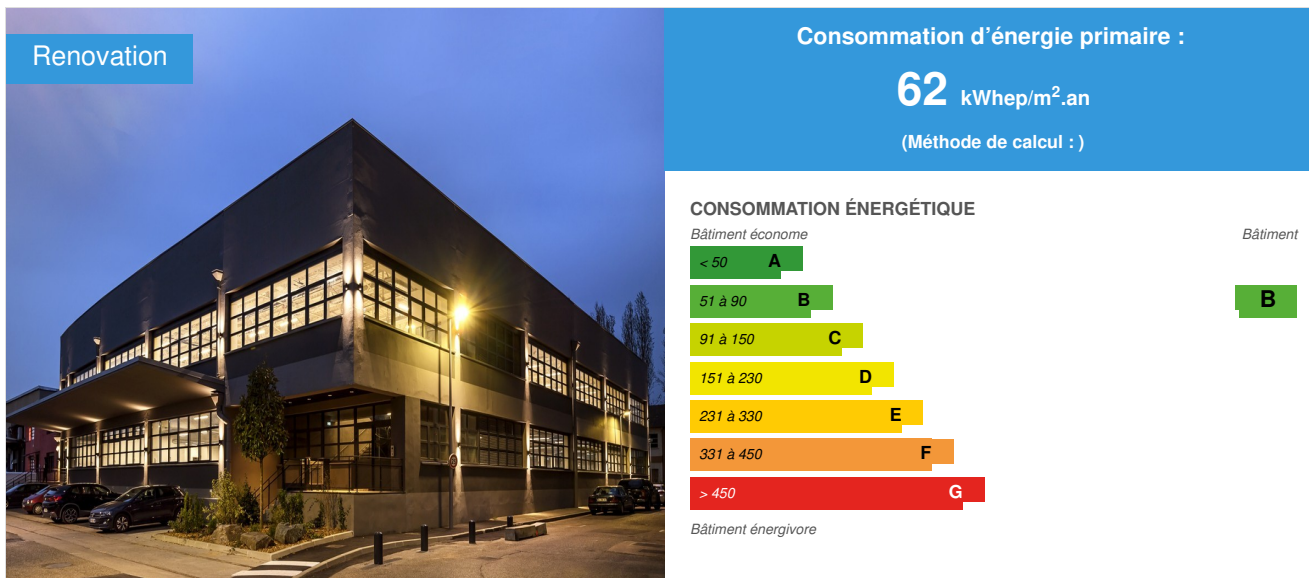 Renovation
Consommation d'énergie primaire :
62 kWhep/m².an
(Méthode de calcul : )
CONSOMMATION ÉNERGÉTIQUE
Bâtiment économe
Bâtiment
< 50 A
51 à 90 B
B
91 à 150 C
151 à 230 D
231 à 330 E
331 à 450 F
> 450 G
Bâtiment énergivore